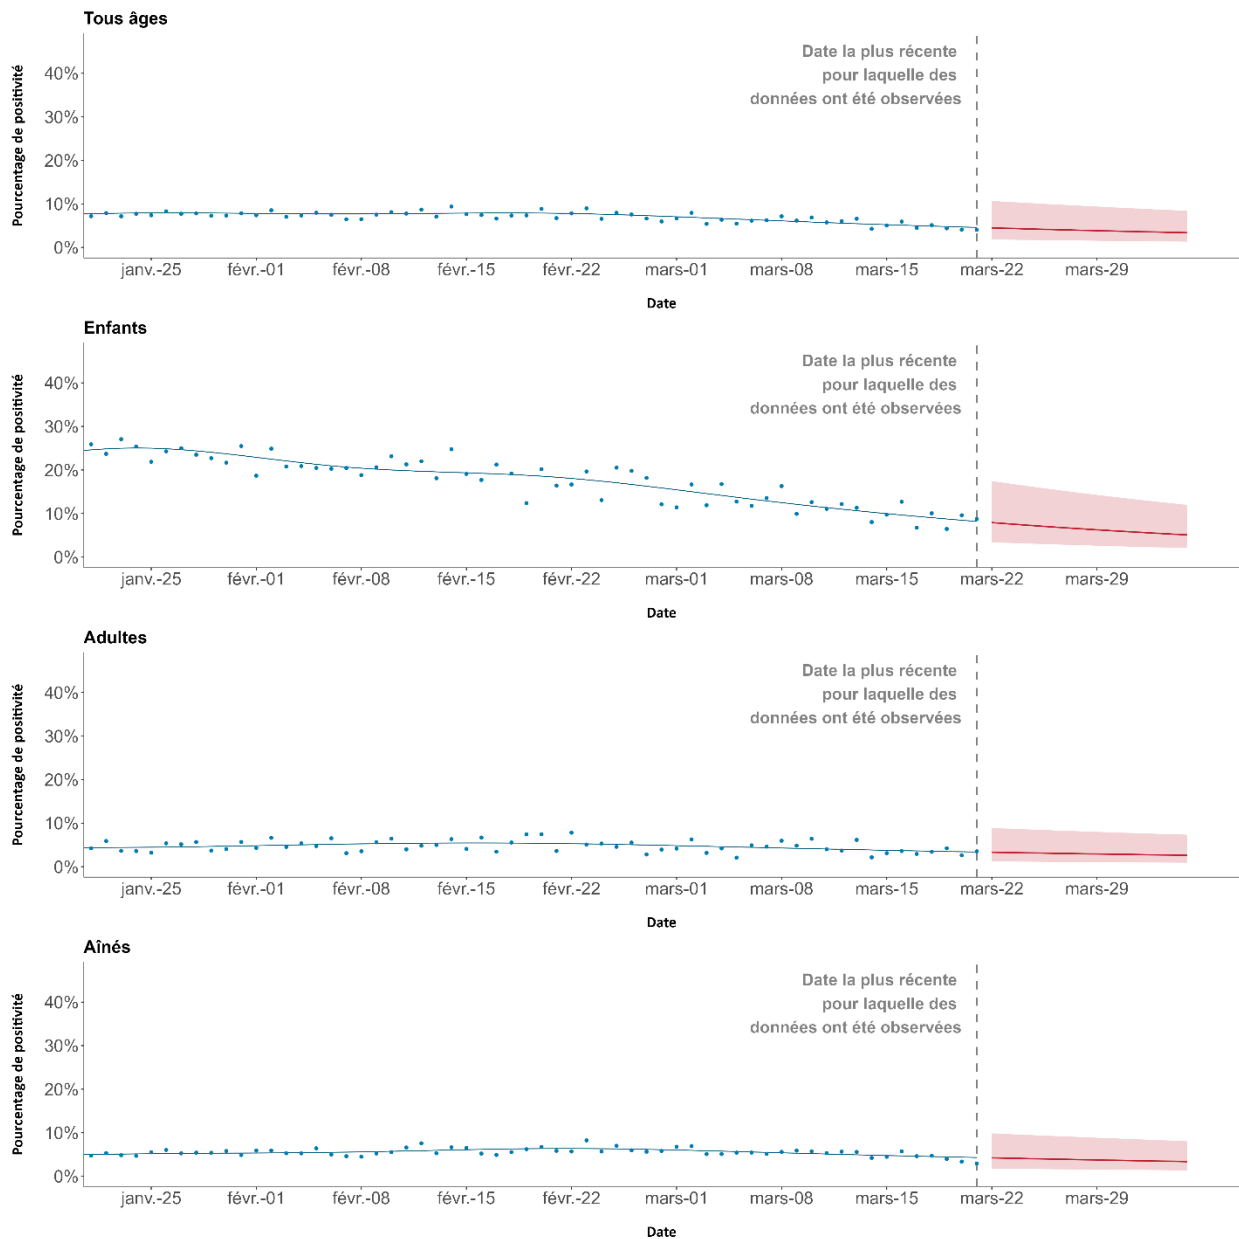 Tous âges
Date la plus récente
pour laquelle des
données ont été observées
Pourcentage de positivité
40%
30%
20%
10%
0%
janv.-25 févr.-01 févr.-08 févr.-15 févr.-22 mars-01 mars-08 mars-15 mars-22 mars-29
Date
Enfants
Date la plus récente
pour laquelle des
données ont été observées
Pourcentage de positivité
40%
30%
20%
10%
0%
janv.-25 févr.-01 févr.-08 févr.-15 févr.-22 mars-01 mars-08 mars-15 mars-22 mars-29
Date
Adultes
Date la plus récente
pour laquelle des
données ont été observées
Pourcentage de positivité
40%
30%
20%
10%
0%
janv.-25 févr.-01 févr.-08 févr.-15 févr.-22 mars-01 mars-08 mars-15 mars-22 mars-29
Date
Aînés
Date la plus récente
pour laquelle des
données ont été observées
Pourcentage de positivité
40%
30%
20%
10%
0%
janv.-25 févr.-01 févr.-08 févr.-15 févr.-22 mars-01 mars-08 mars-15 mars-22 mars-29
Date